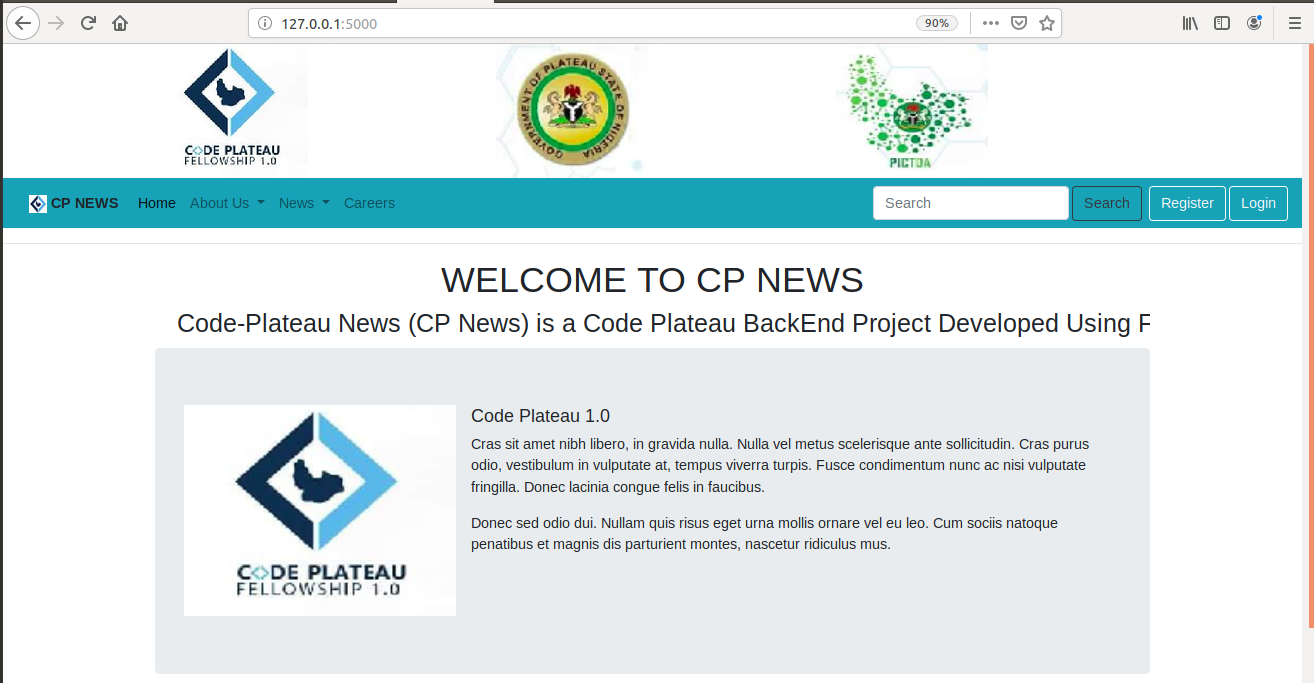 127.0.0.1:5000
90%
CODE PLATEAU
FELLOWSHIP 1.0
GOVERNMENT OF PLATEAU STATE OF NIGERIA
PICTDA
CP NEWS Home About Us News Careers Search Search Register Login
WELCOME TO CP NEWS
Code-Plateau News (CP News) is a Code Plateau BackEnd Project Developed Using F
CODE PLATEAU
FELLOWSHIP 1.0
Code Plateau 1.0
Cras sit amet nibh libero, in gravida nulla. Nulla vel metus scelerisque ante sollicitudin. Cras purus
odio, vestibulum in vulputate at, tempus viverra turpis. Fusce condimentum nunc ac nisi vulputate
fringilla. Donec lacinia congue felis in faucibus.
Donec sed odio dui. Nullam quis risus eget urna mollis ornare vel eu leo. Cum sociis natoque
penatibus et magnis dis parturient montes, nascetur ridiculus mus.